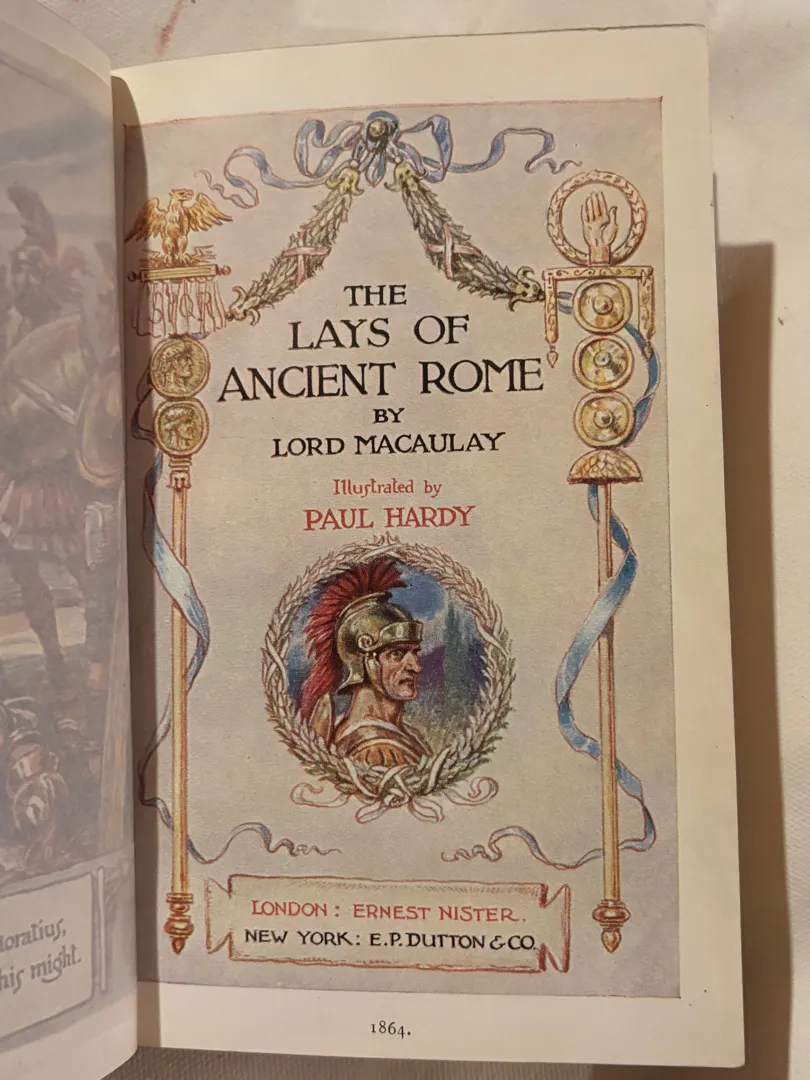 THE
LAYS OF
ANCIENT ROME
BY
LORD MACAULAY
Illustrated by
PAUL HARDY
LONDON: ERNEST NISTER.
NEW YORK: E.P. DUTTON & CO.
1864.
his might.